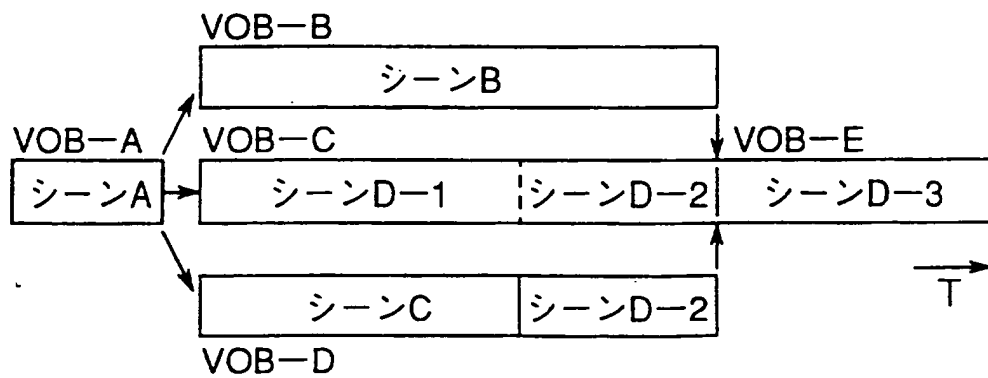 VOB－B
シーンB
VOB－A
VOB－C
VOB－E
シーンA
シーンD－1
シーンD－2
シーンD－3
シーンC
シーンD－2
T
VOB－D